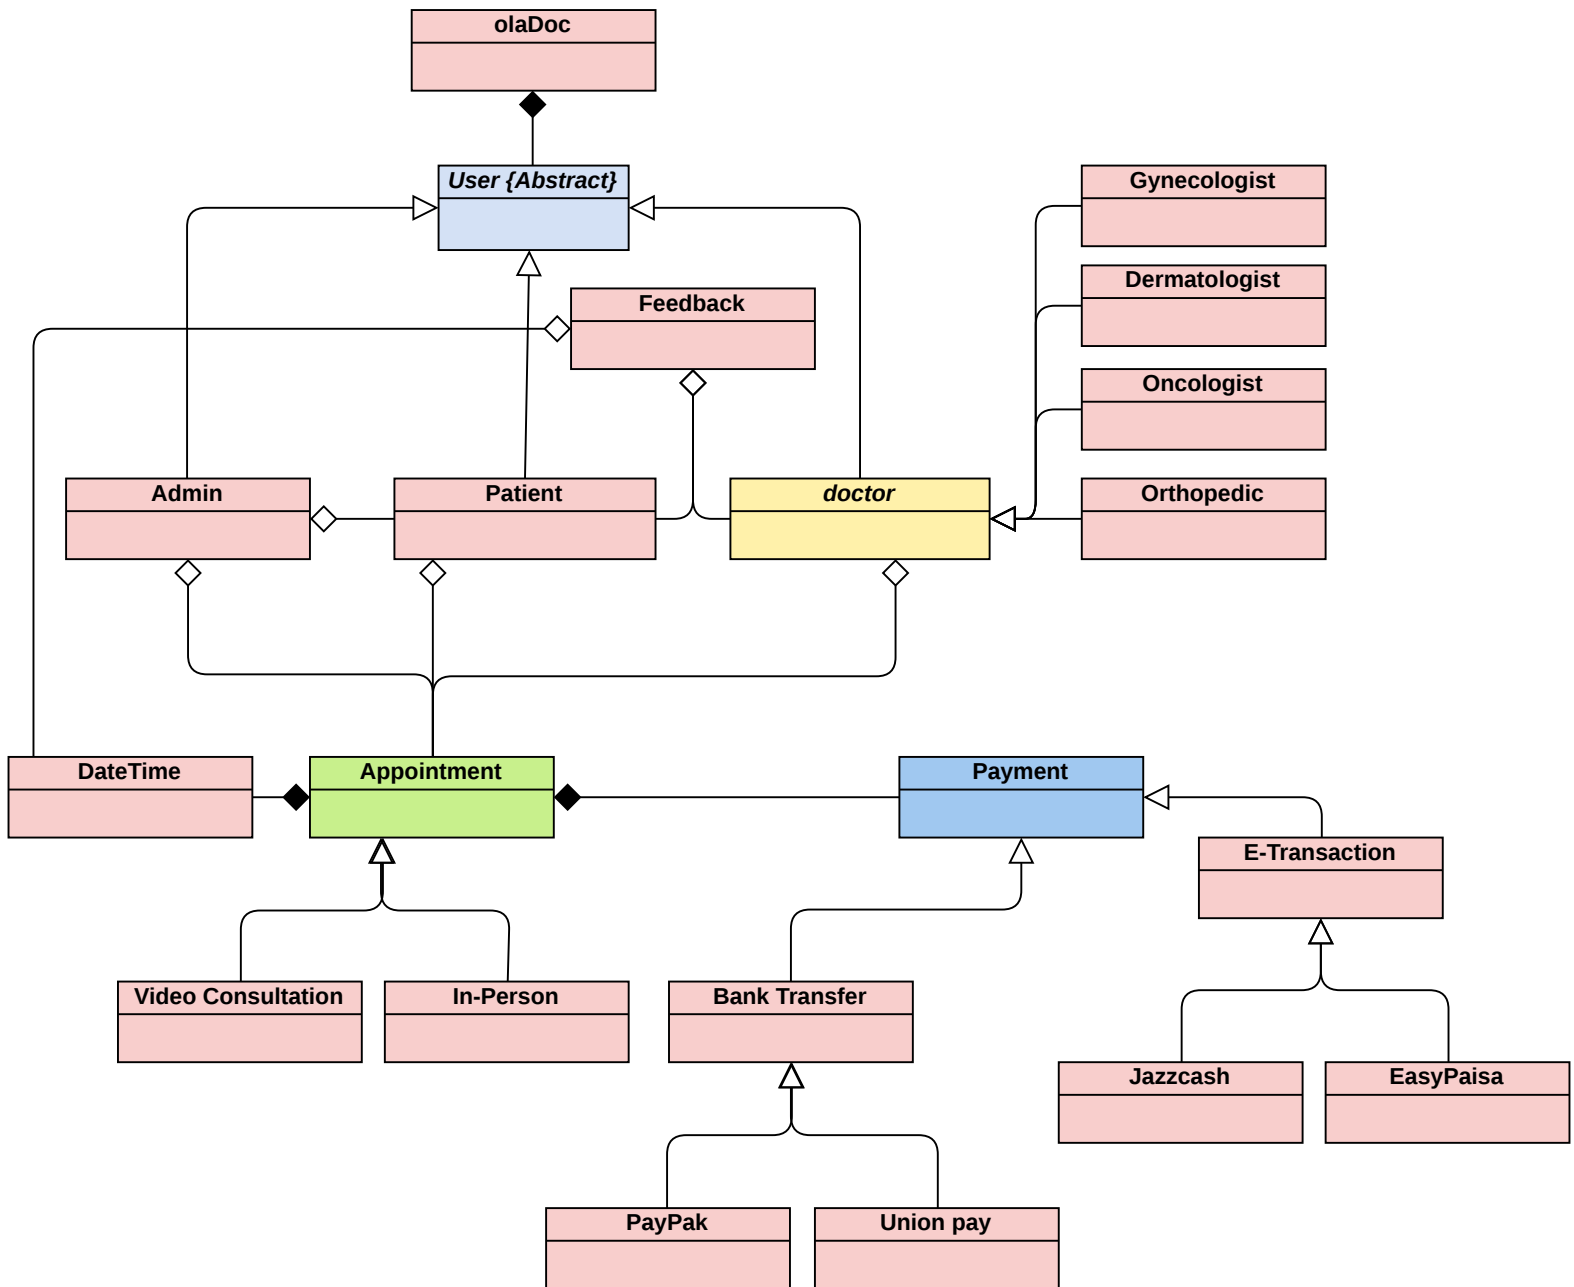 olaDoc
User {Abstract}
Gynecologist
Dermatologist
Feedback
Oncologist
Admin
Patient
doctor
Orthopedic
DateTime
Appointment
Payment
E-Transaction
Video Consultation
In-Person
Bank Transfer
Jazzcash
EasyPaisa
PayPak
Union pay